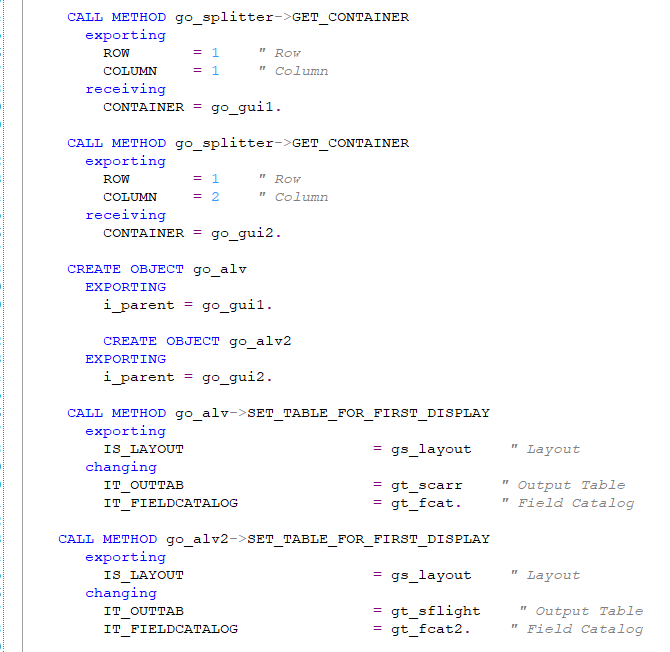 CALL METHOD go_splitter->GET_CONTAINER
exporting
ROW = 1 " Row
COLUMN = 1 " Column
receiving
CONTAINER = go_gui1.
CALL METHOD go_splitter->GET_CONTAINER
exporting
ROW = 1 " Row
COLUMN = 2 " Column
receiving
CONTAINER = go_gui2.
CREATE OBJECT go_alv
EXPORTING
i_parent = go_gui1.
CREATE OBJECT go_alv2
EXPORTING
i_parent = go_gui2.
CALL METHOD go_alv->SET_TABLE_FOR_FIRST_DISPLAY
exporting
IS_LAYOUT = gs_layout " Layout
changing
IT_OUTTAB = gt_scarr " Output Table
IT_FIELDCATALOG = gt_fcat. " Field Catalog
CALL METHOD go_alv2->SET_TABLE_FOR_FIRST_DISPLAY
exporting
IS_LAYOUT = gs_layout " Layout
changing
IT_OUTTAB = gt_sflight " Output Table
IT_FIELDCATALOG = gt_fcat2. " Field Catalog